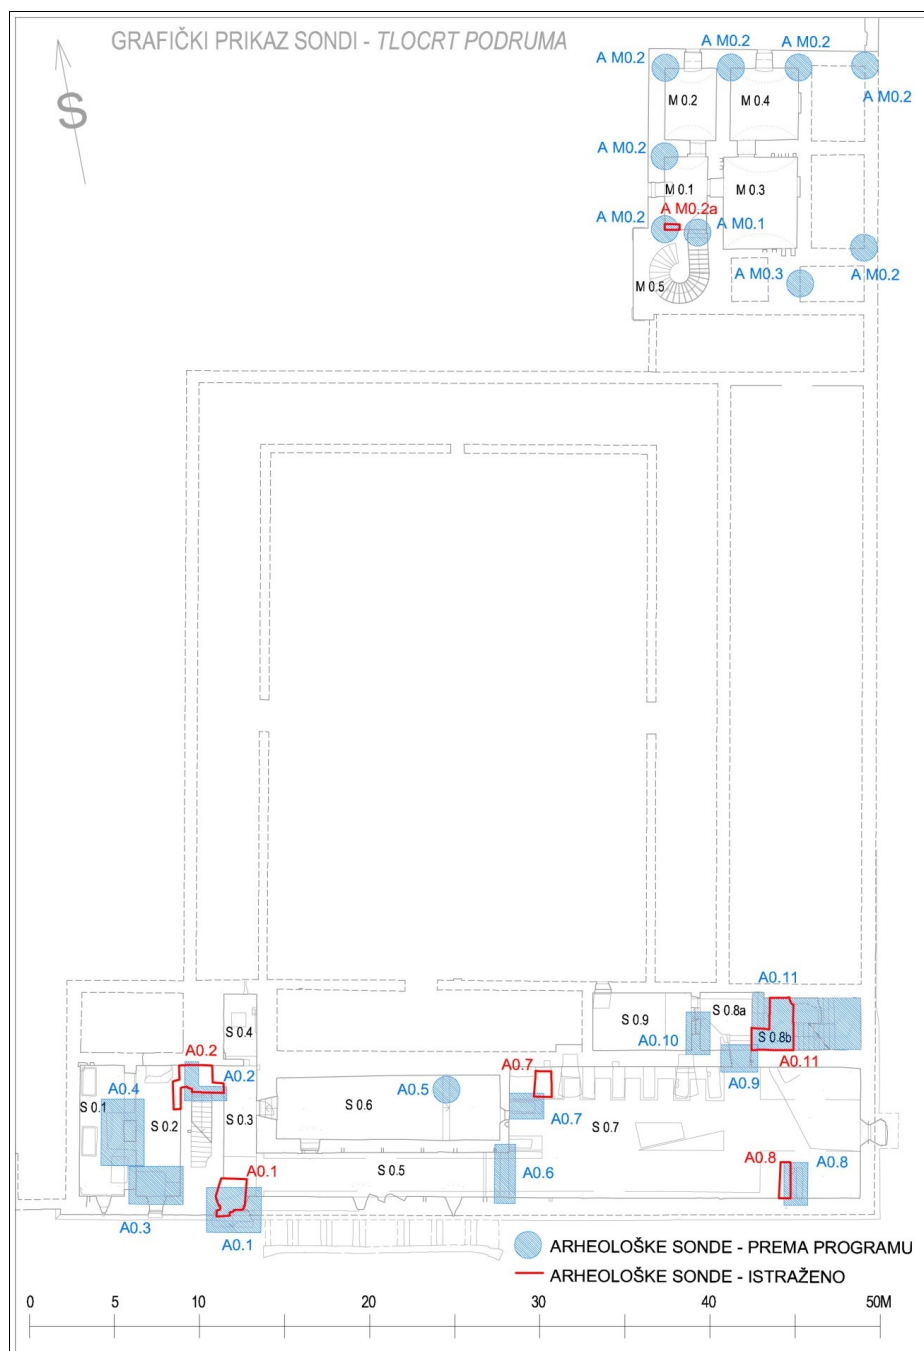 GRAFIČKI PRIKAZ SONDI - TLOCRT PODRUMA
S
A M0.2
A M0.2
A M0.2
A M0.2
M 0.2
M 0.4
A M0.2
M 0.1
M 0.3
A M0.2a
A M0.2
A M0.1
A M0.3
A M0.2
M 0.5
A0.11
S 0.9
S 0.8a
S 0.4
A0.10
S 0.8b
A0.2
A0.7
A0.11
A0.2
A0.9
A0.4
A0.5
S 0.1
S 0.6
S 0.2
S 0.3
A0.7
S 0.7
A0.1
S 0.5
A0.6
A0.8
A0.8
A0.3
A0.1
ARHEOLOŠKE SONDE - PREMA PROGRAMU
ARHEOLOŠKE SONDE - ISTRAŽENO
0 5 10 20 30 40 50M